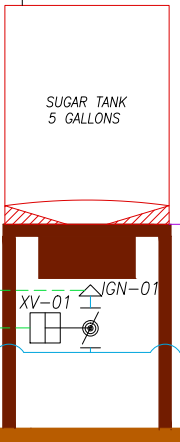 SUGAR TANK
5 GALLONS
IGN-01
XV-01